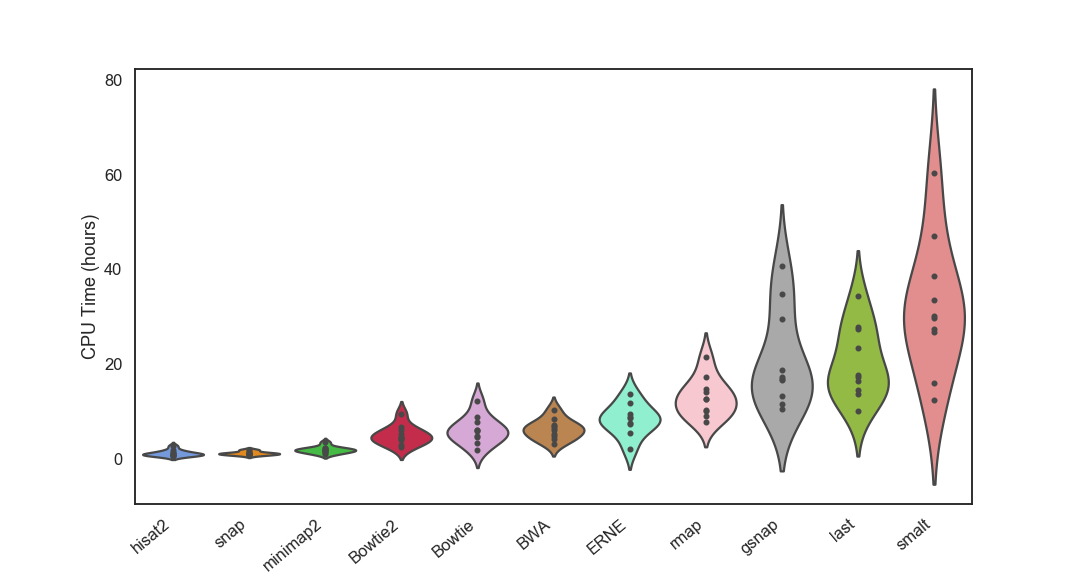 80
60
40
20
0
CPU Time (hours)
hisat2
snap
minimap2
Bowtie2
Bowtie
BWA
ERNE
rmap
gsnap
last
smalt